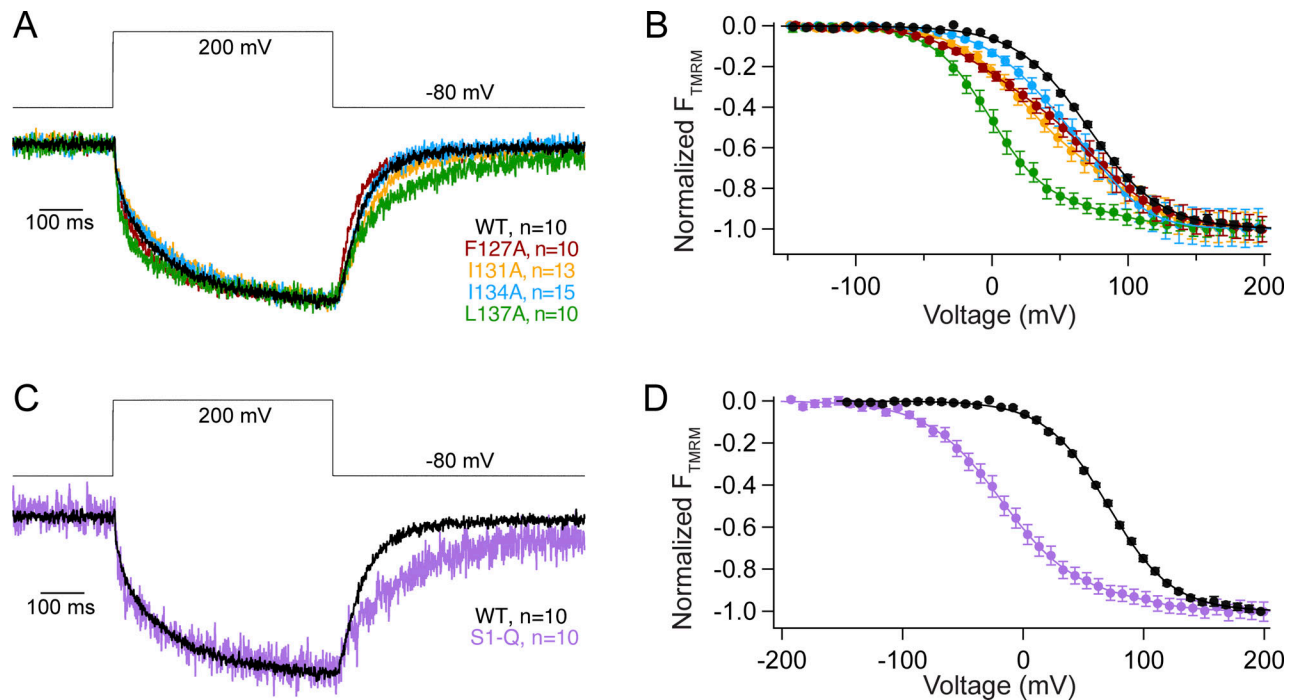 A
200 mV
-80 mV
100 ms
WT, n=10
F127A, n=10
I131A, n=13
I134A, n=15
L137A, n=10
B
Normalized F_TMRM
0.0
-0.2
-0.4
-0.6
-0.8
-1.0
-100 0 100 200
Voltage (mV)
C
200 mV
-80 mV
100 ms
WT, n=10
S1-Q, n=10
D
Normalized F_TMRM
0.0
-0.2
-0.4
-0.6
-0.8
-1.0
-200 -100 0 100 200
Voltage (mV)